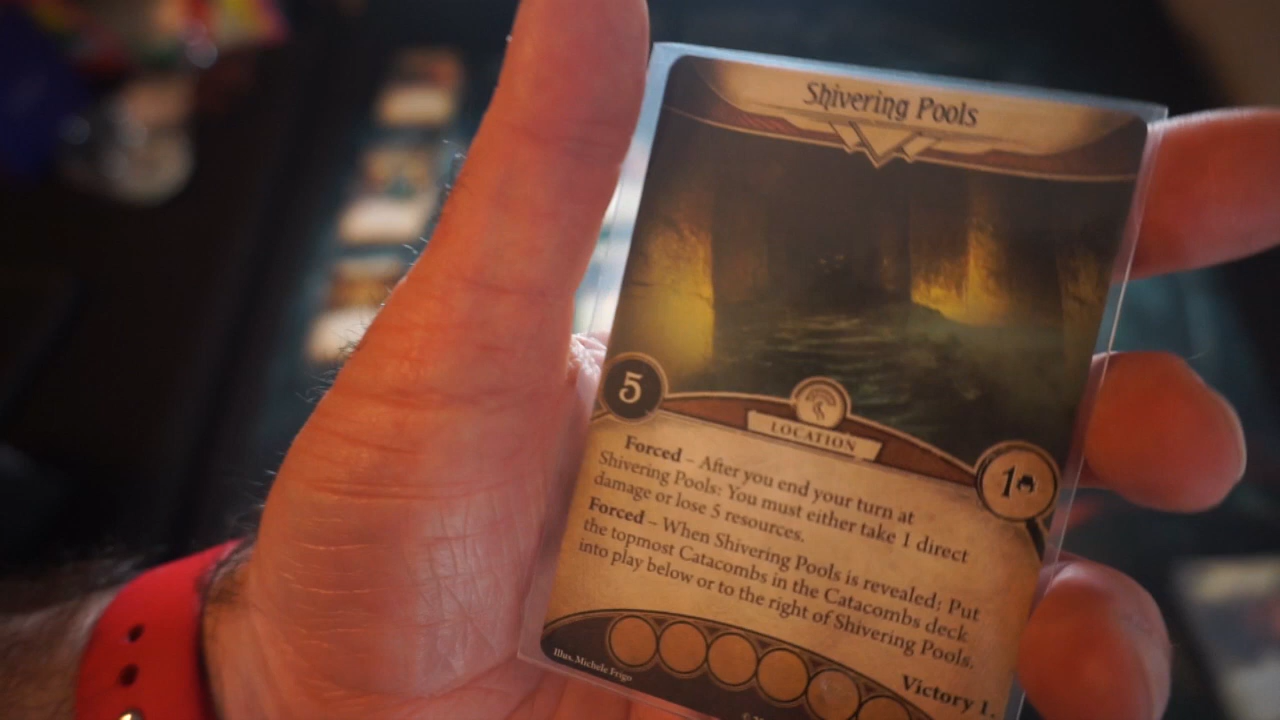 Shivering Pools
5
LOCATION
1
Forced – After you end your turn at
Shivering Pools: You must either take 1 direct
damage or lose 5 resources.
Forced – When Shivering Pools is revealed; Put
the topmost Catacombs in the Catacombs deck
into play below or to the right of Shivering Pools.
Victory 1.
Illus. Michele Frigo